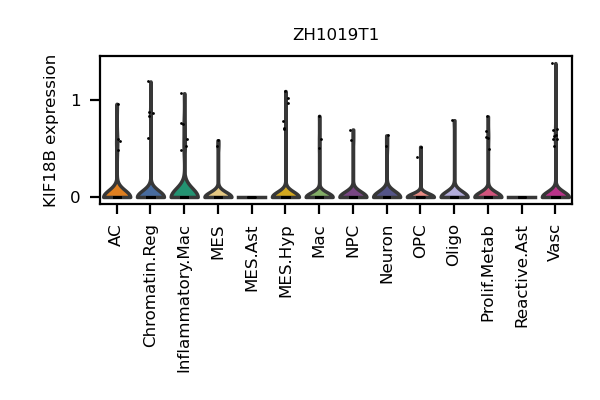 ZH1019T1
KIF18B expression
1
0
AC
Chromatin.Reg
Inflammatory.Mac
MES
MES.Ast
MES.Hyp
Mac
NPC
Neuron
OPC
Oligo
Prolif.Metab
Reactive.Ast
Vasc